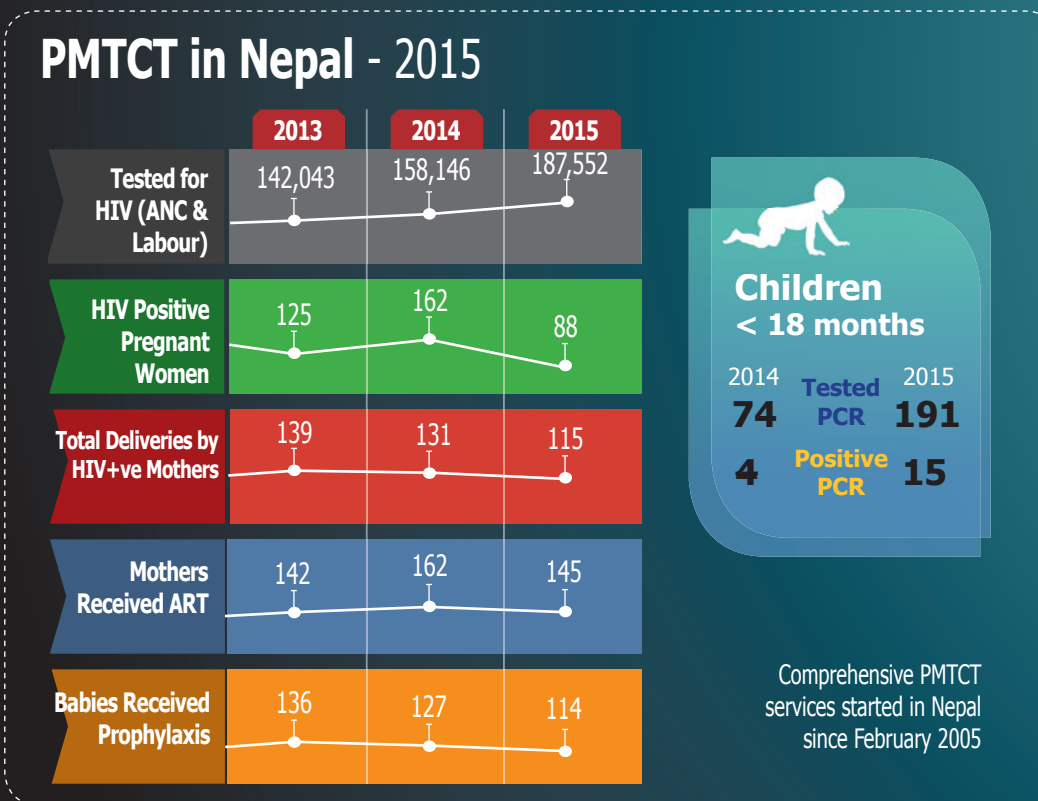 PMTCT in Nepal - 2015
2013 2014 2015
Tested for
HIV (ANC &
Labour)
142,043 158,146 187,552
HIV Positive
Pregnant
Women
125 162 88
Total Deliveries by
HIV+ve Mothers
139 131 115
Mothers
Received ART
142 162 145
Babies Received
Prophylaxis
136 127 114
Children
< 18 months
2014 Tested PCR 2015
74 191
4 Positive PCR 15
Comprehensive PMTCT
services started in Nepal
since February 2005